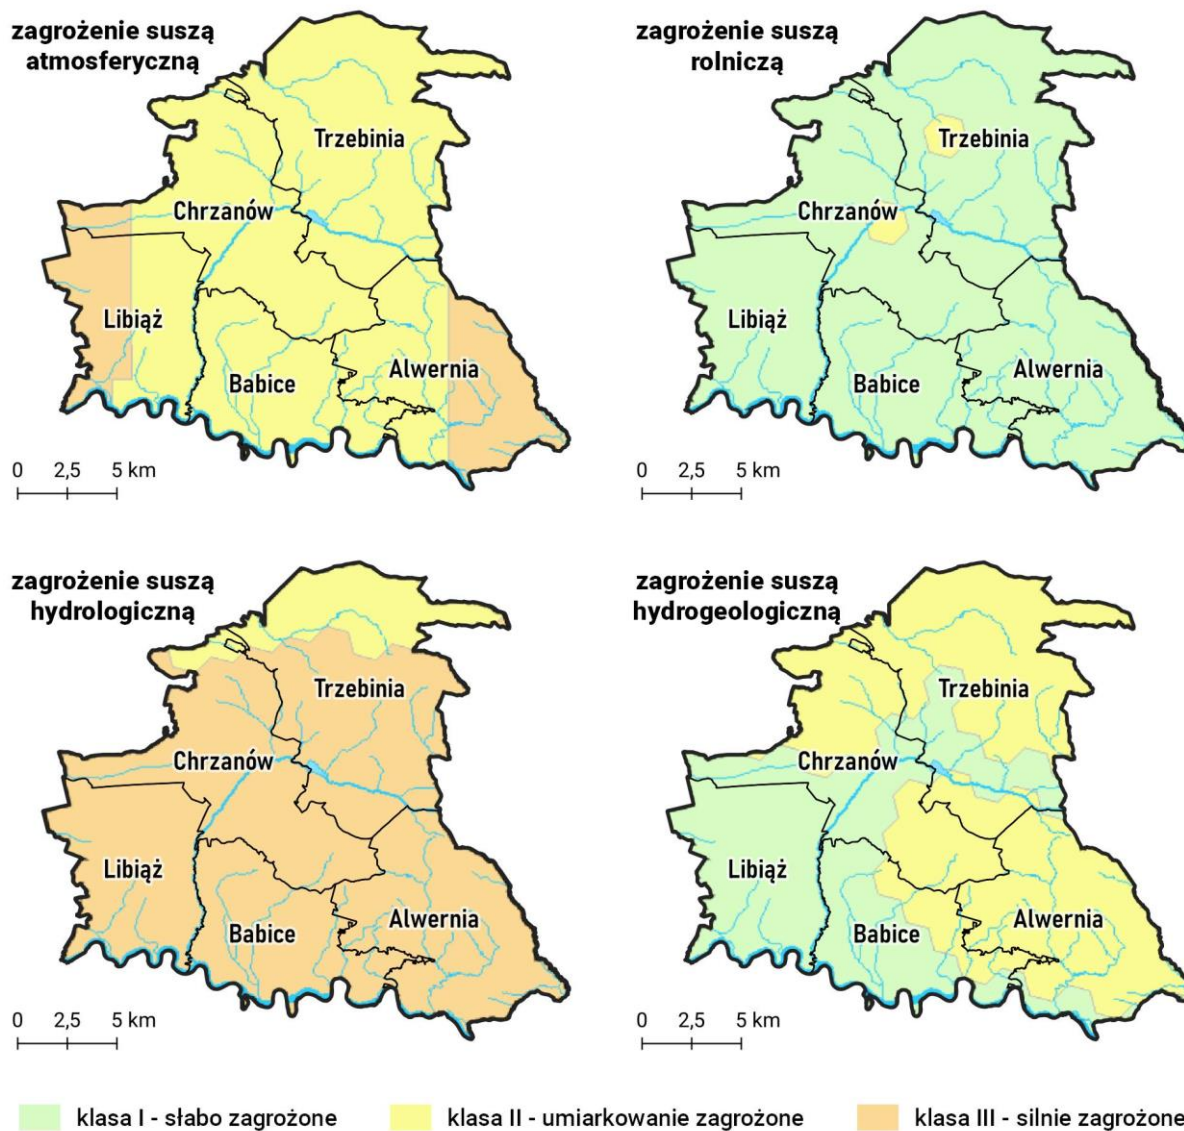 zagrożenie suszą
atmosferyczną
Trzebinia
Chrzanów
Libiąż
Babice
Alwernia
0 2,5 5 km
zagrożenie suszą
rolniczą
Trzebinia
Chrzanów
Libiąż
Babice
Alwernia
0 2,5 5 km
zagrożenie suszą
hydrologiczną
Trzebinia
Chrzanów
Libiąż
Babice
Alwernia
0 2,5 5 km
zagrożenie suszą
hydrogeologiczną
Trzebinia
Chrzanów
Libiąż
Babice
Alwernia
0 2,5 5 km
klasa I - słabo zagrożone
klasa II - umiarkowanie zagrożone
klasa III - silnie zagrożone